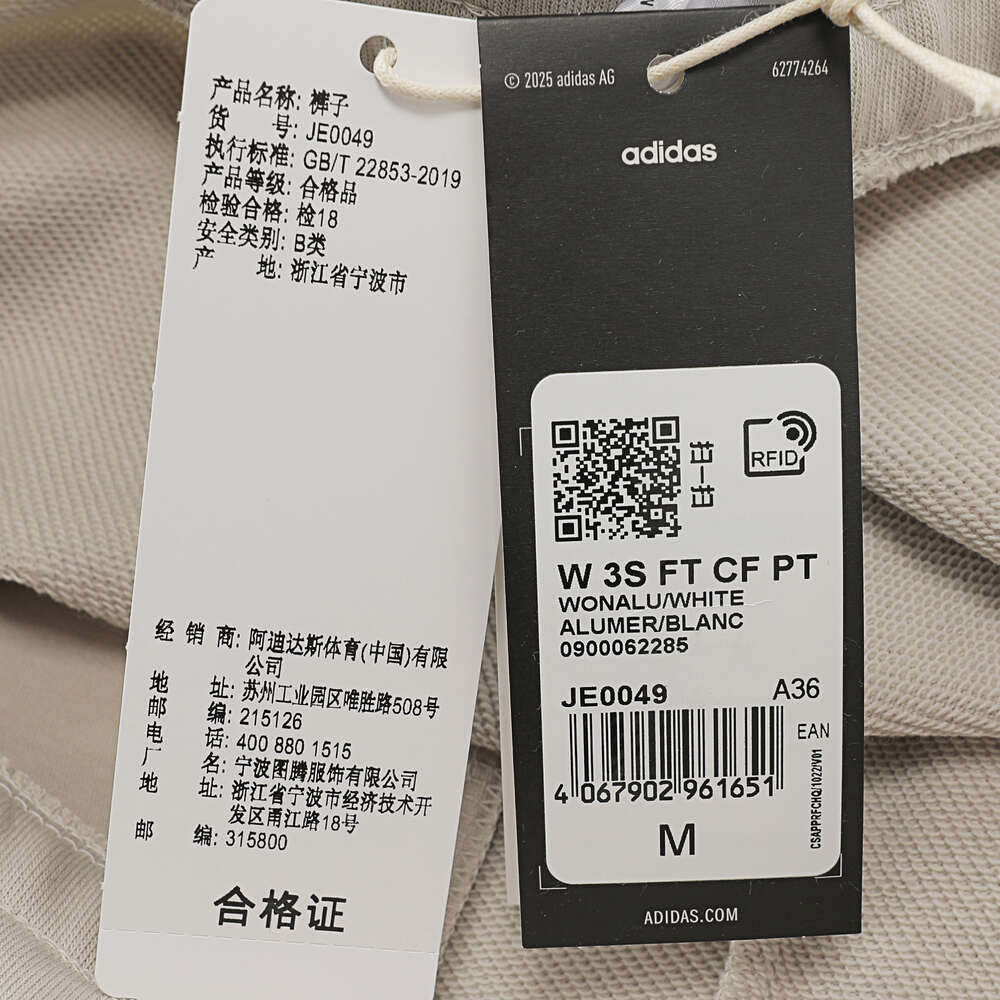 产品名称: 裤子
货 号: JE0049
执行标准: GB/T 22853-2019
产品等级: 合格品
检验合格: 检18
安全类别: B类
产 地: 浙江省宁波市
经 销 商: 阿迪达斯体育(中国)有限
公司
地 址: 苏州工业园区唯胜路508号
邮 编: 215126
电 话: 400 880 1515
厂 名: 宁波图腾服饰有限公司
地 址: 浙江省宁波市经济技术开
发区甬江路18号
邮 编: 315800
合格证
© 2025 adidas AG
62774264
adidas
扫一扫
RFID
W 3S FT CF PT
WONALU/WHITE
ALUMER/BLANC
0900062285
JE0049
A36
EAN
4 067902 961651
CSAPPRFCHQ1022/V01
M
ADIDAS.COM